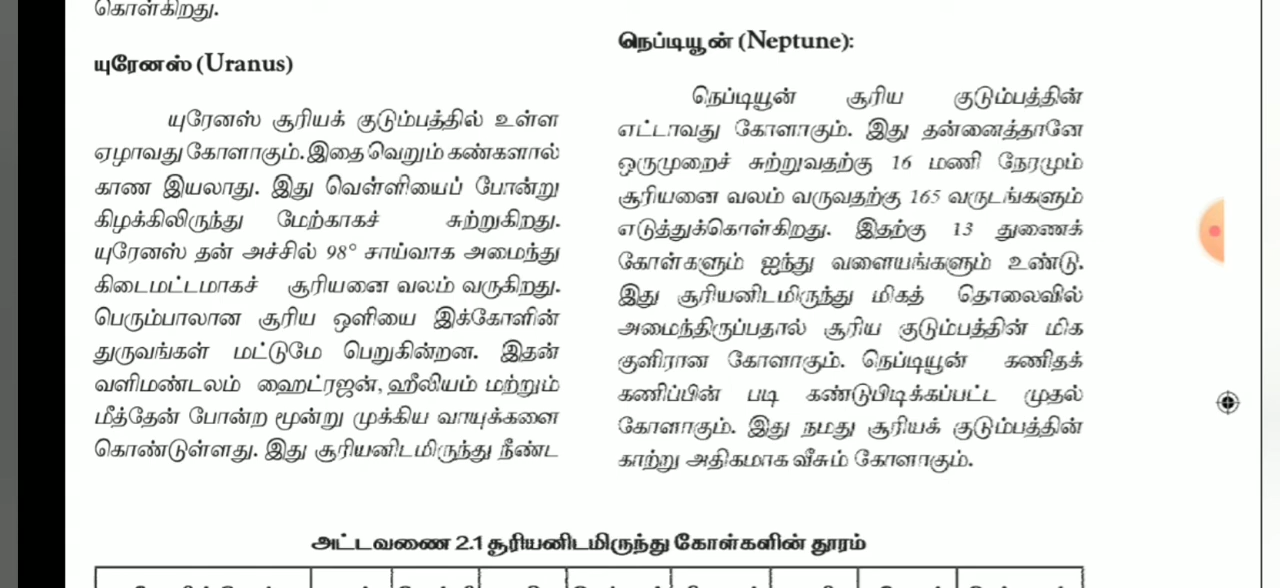 கொள்கிறது.
யுரேனஸ் (Uranus)
யுரேனஸ் சூரியக் குடும்பத்தில் உள்ள
ஏழாவது கோளாகும்.இதை வெறும் கண்களால்
காண இயலாது. இது வெள்ளியைப் போன்று
கிழக்கிலிருந்து மேற்காகச் சுற்றுகிறது.
யுரேனஸ் தன் அச்சில் 98° சாய்வாக அமைந்து
கிடைமட்டமாகச் சூரியனை வலம் வருகிறது.
பெரும்பாலான சூரிய ஒளியை இக்கோளின்
துருவங்கள் மட்டுமே பெறுகின்றன. இதன்
வளிமண்டலம் ஹைட்ரஜன், ஹீலியம் மற்றும்
மீத்தேன் போன்ற மூன்று முக்கிய வாயுக்களை
கொண்டுள்ளது. இது சூரியனிடமிருந்து நீண்ட
நெப்டியூன் (Neptune):
நெப்டியூன் சூரிய குடும்பத்தின்
எட்டாவது கோளாகும். இது தன்னைத்தானே
ஒருமுறைச் சுற்றுவதற்கு 16 மணி நேரமும்
சூரியனை வலம் வருவதற்கு 165 வருடங்களும்
எடுத்துக்கொள்கிறது. இதற்கு 13 துணைக்
கோள்களும் ஐந்து வளையங்களும் உண்டு.
இது சூரியனிடமிருந்து மிகத் தொலைவில்
அமைந்திருப்பதால் சூரிய குடும்பத்தின் மிக
குளிரான கோளாகும். நெப்டியூன் கணிதக்
கணிப்பின் படி கண்டுபிடிக்கப்பட்ட முதல்
கோளாகும். இது நமது சூரியக் குடும்பத்தின்
காற்று அதிகமாக வீசும் கோளாகும்.
அட்டவணை 2.1 சூரியனிடமிருந்து கோள்களின் தூரம்